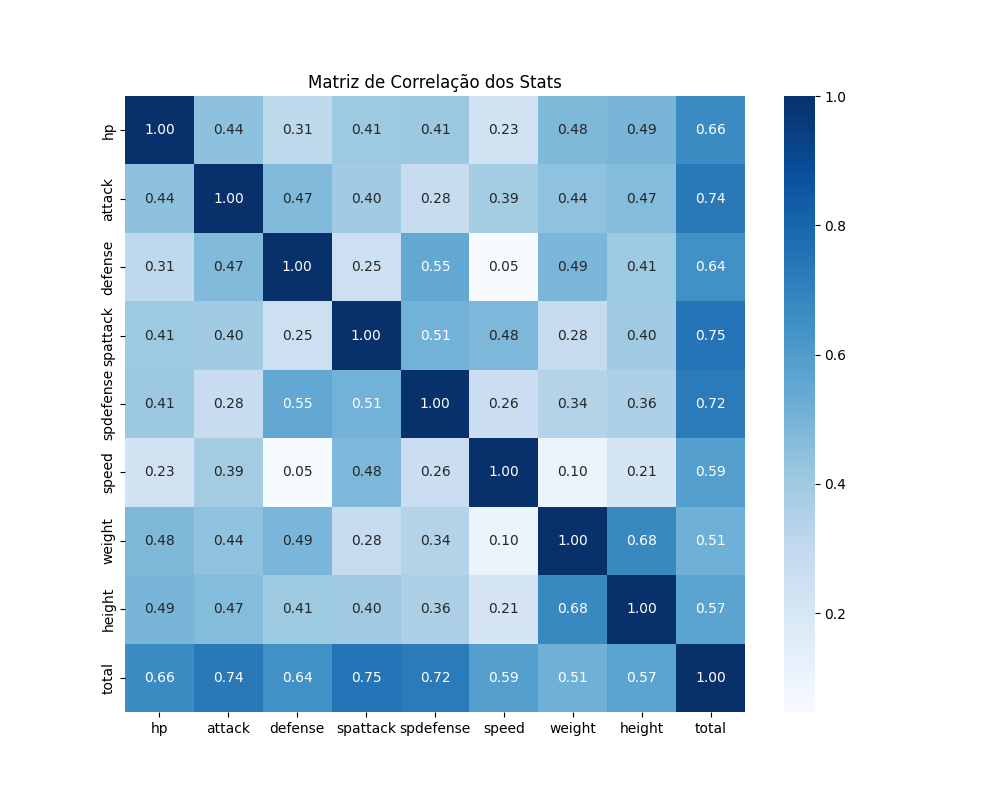 Matriz de Correlação dos Stats
hp 1.00 0.44 0.31 0.41 0.41 0.23 0.48 0.49 0.66
attack 0.44 1.00 0.47 0.40 0.28 0.39 0.44 0.47 0.74
defense 0.31 0.47 1.00 0.25 0.55 0.05 0.49 0.41 0.64
spattack 0.41 0.40 0.25 1.00 0.51 0.48 0.28 0.40 0.75
spdefense 0.41 0.28 0.55 0.51 1.00 0.26 0.34 0.36 0.72
speed 0.23 0.39 0.05 0.48 0.26 1.00 0.10 0.21 0.59
weight 0.48 0.44 0.49 0.28 0.34 0.10 1.00 0.68 0.51
height 0.49 0.47 0.41 0.40 0.36 0.21 0.68 1.00 0.57
total 0.66 0.74 0.64 0.75 0.72 0.59 0.51 0.57 1.00
hp attack defense spattack spdefense speed weight height total
1.0
0.8
0.6
0.4
0.2